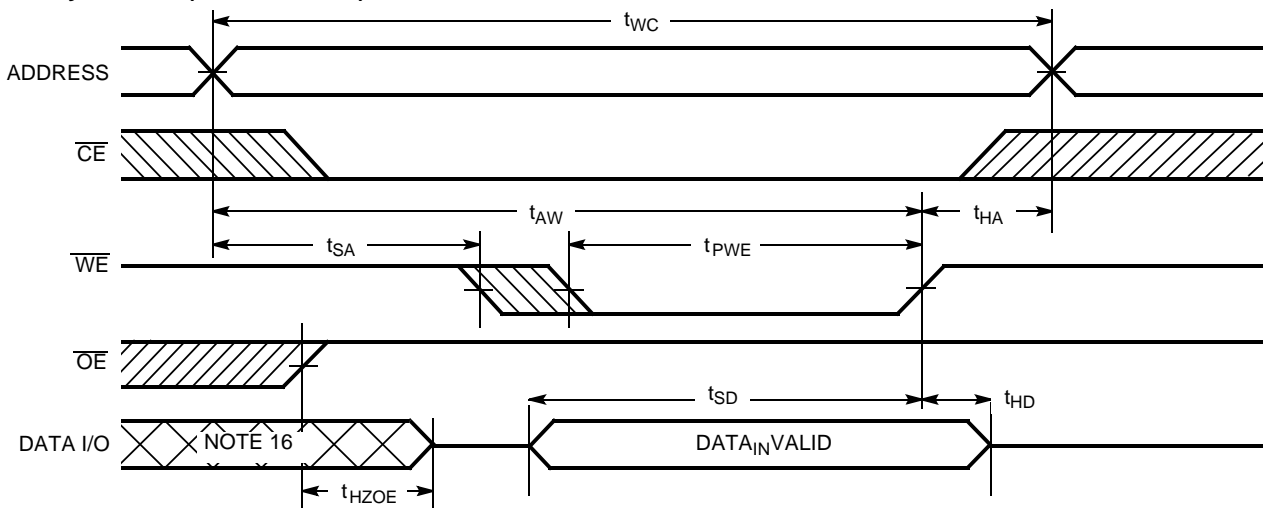 tWC
ADDRESS
CE
tAW
tHA
tSA
tPWE
WE
OE
tSD
tHD
DATA I/O
NOTE 16
DATAINVALID
tHZOE